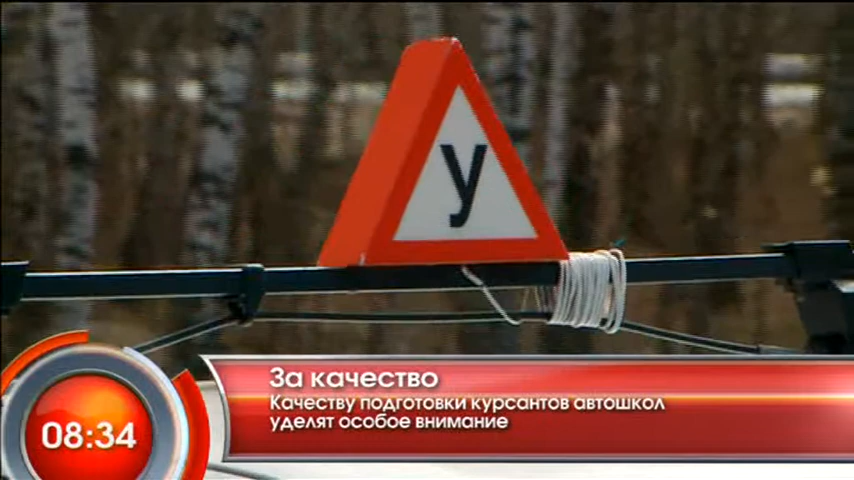 У
За качество
Качеству подготовки курсантов автошкол
уделят особое внимание
08:34